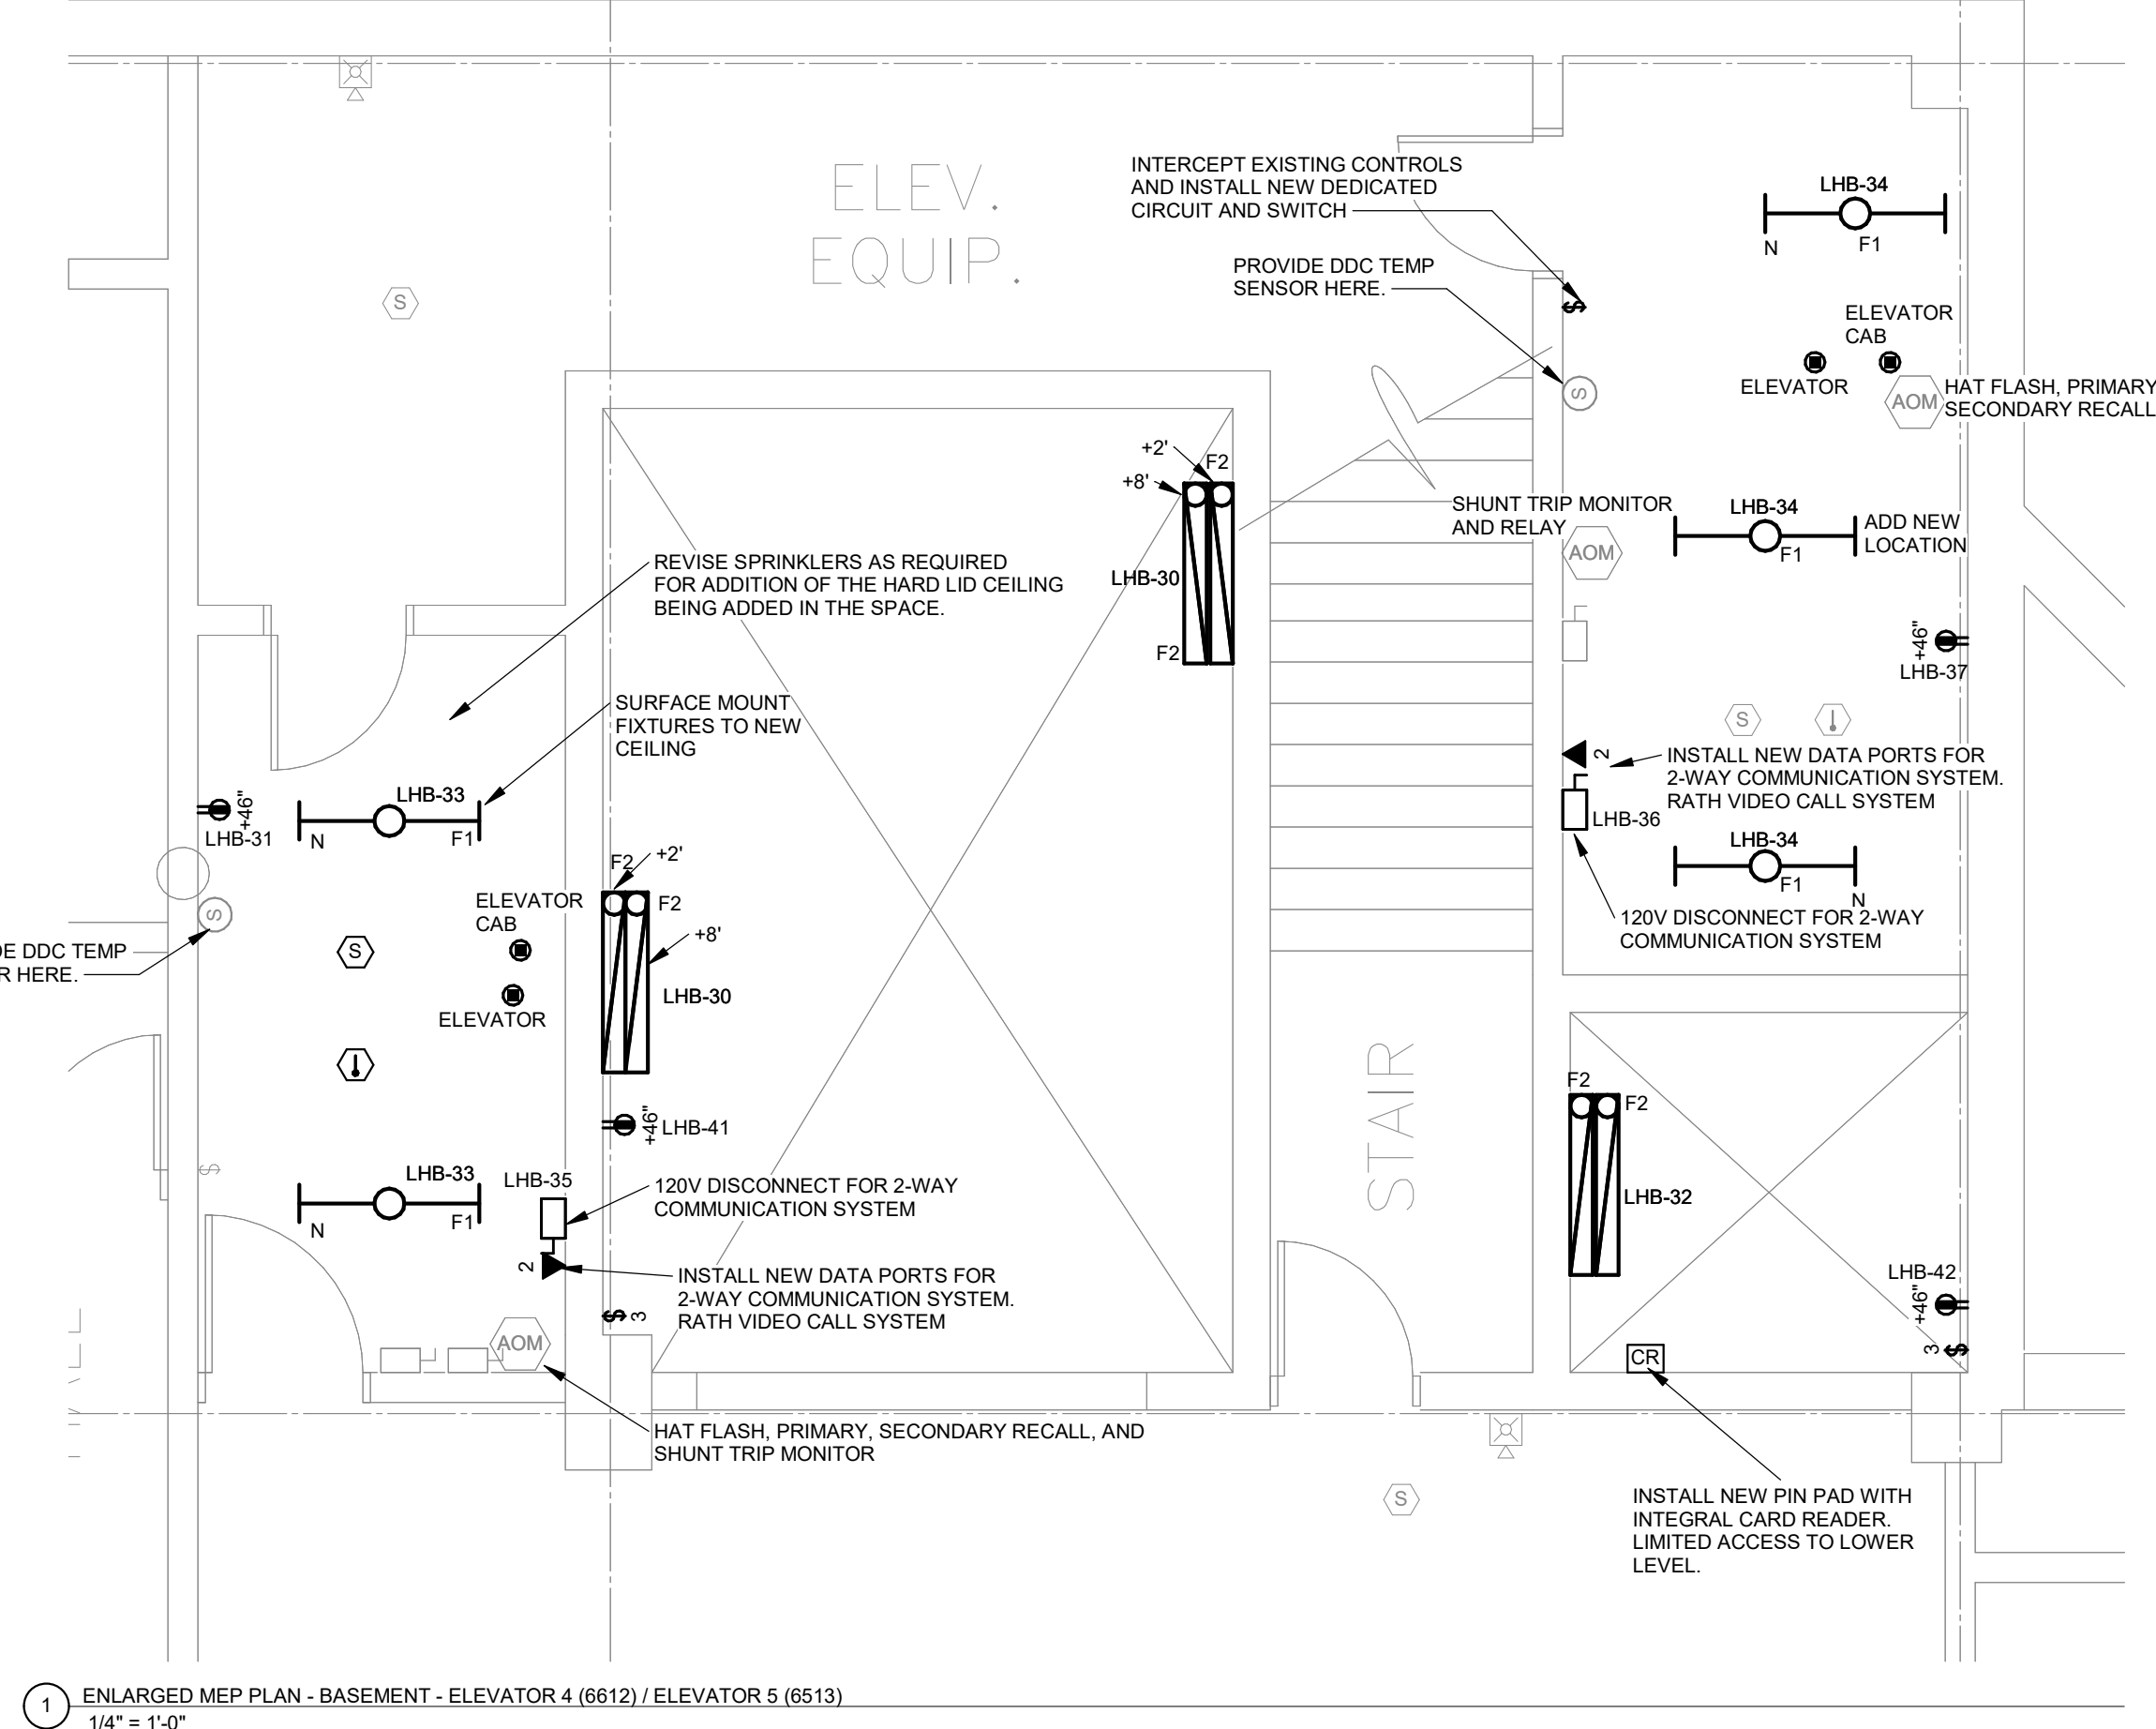 ELEV.
EQUIP.
INTERCEPT EXISTING CONTROLS
AND INSTALL NEW DEDICATED
CIRCUIT AND SWITCH
PROVIDE DDC TEMP
SENSOR HERE.
$
S
S
LHB-34
N
F1
ELEVATOR
CAB
ELEVATOR
AOM
HAT FLASH, PRIMARY
SECONDARY RECALL
+2'
F2
+8'
LHB-30
F2
SHUNT TRIP MONITOR
AND RELAY
AOM
LHB-34
F1
ADD NEW
LOCATION
+46"
LHB-37
S
REVISE SPRINKLERS AS REQUIRED
FOR ADDITION OF THE HARD LID CEILING
BEING ADDED IN THE SPACE.
SURFACE MOUNT
FIXTURES TO NEW
CEILING
2
INSTALL NEW DATA PORTS FOR
2-WAY COMMUNICATION SYSTEM.
RATH VIDEO CALL SYSTEM
LHB-36
LHB-34
F1
N
120V DISCONNECT FOR 2-WAY
COMMUNICATION SYSTEM
LHB-33
N
F1
+46"
LHB-31
F2
+2'
F2
+8'
LHB-30
ELEVATOR
CAB
ELEVATOR
S
S
DE DDC TEMP
R HERE.
+46"
LHB-41
$
LHB-33
N
F1
LHB-35
120V DISCONNECT FOR 2-WAY
COMMUNICATION SYSTEM
2
INSTALL NEW DATA PORTS FOR
2-WAY COMMUNICATION SYSTEM.
RATH VIDEO CALL SYSTEM
$
3
AOM
HAT FLASH, PRIMARY, SECONDARY RECALL, AND
SHUNT TRIP MONITOR
STAIR
F2
F2
LHB-32
LHB-42
+46"
3
$
CR
S
INSTALL NEW PIN PAD WITH
INTEGRAL CARD READER.
LIMITED ACCESS TO LOWER
LEVEL.
1
ENLARGED MEP PLAN - BASEMENT - ELEVATOR 4 (6612) / ELEVATOR 5 (6513)
1/4" = 1'-0"